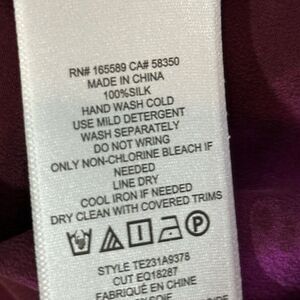 RN# 165589 CA# 58350
MADE IN CHINA
100%SILK
HAND WASH COLD
USE MILD DETERGENT
WASH SEPARATELY
DO NOT WRING
ONLY NON-CHLORINE BLEACH IF
NEEDED
LINE DRY
COOL IRON IF NEEDED
DRY CLEAN WITH COVERED TRIMS
P
STYLE TE231A9378
CUT EQ18287
FABRIQUÉ EN CHINE